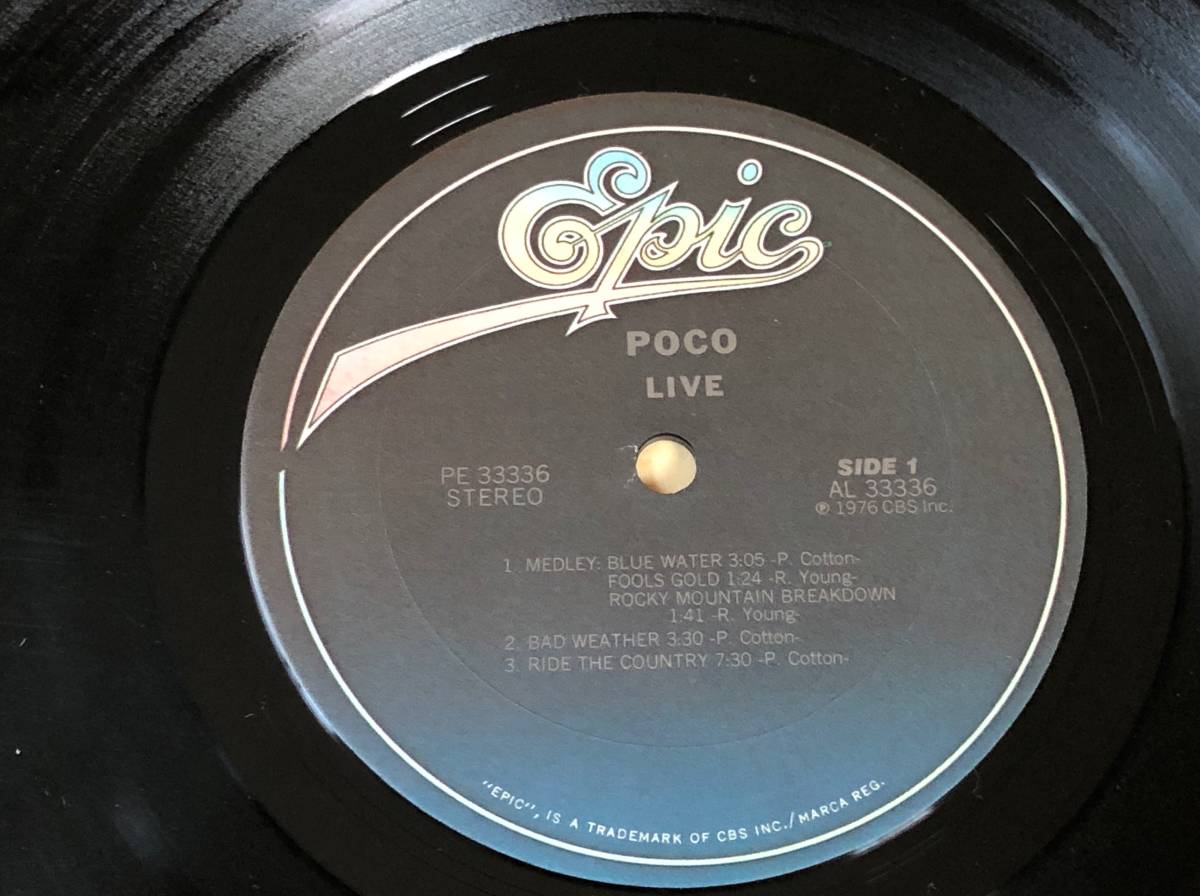 Epic
POCO
LIVE
PE 33336
STEREO
SIDE 1
AL 33336
℗ 1976 CBS Inc.
1. MEDLEY: BLUE WATER 3:05 -P. Cotton-
FOOLS GOLD 1:24 -R. Young-
ROCKY MOUNTAIN BREAKDOWN
1:41 -R. Young-
2. BAD WEATHER 3:30 -P. Cotton-
3. RIDE THE COUNTRY 7:30 -P. Cotton-
"EPIC", IS A TRADEMARK OF CBS INC./MARCA REG.